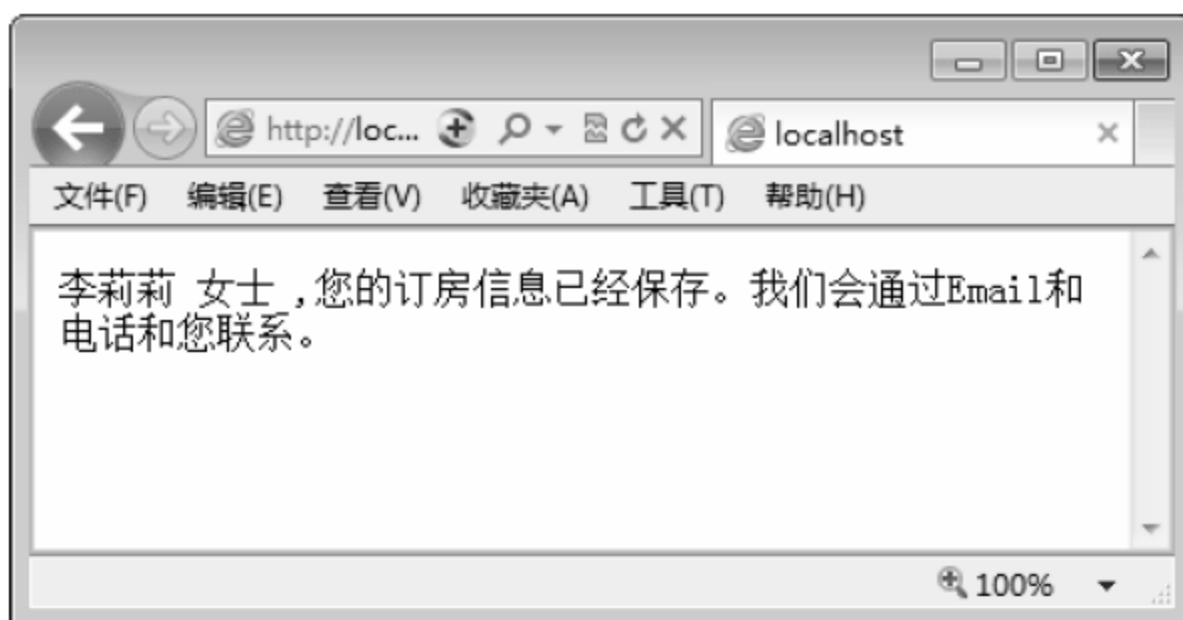 http://loc...
localhost
文件(F) 编辑(E) 查看(V) 收藏夹(A) 工具(T) 帮助(H)
李莉莉 女士 ,您的订房信息已经保存。我们会通过Email和
电话和您联系。
100%